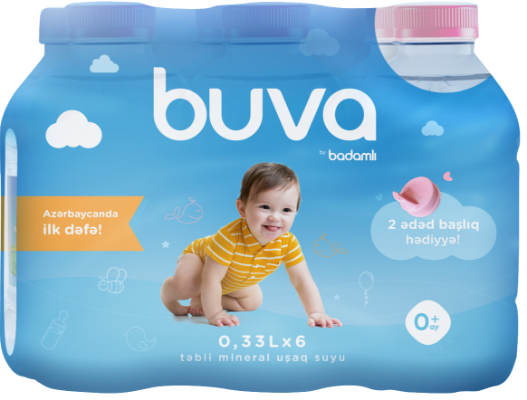 buva
by badamlı
Azərbaycanda
ilk dəfə!
2 ədəd başlıq
hədiyyə!
0+
ay
0,33L x 6
təbii mineral uşaq suyu